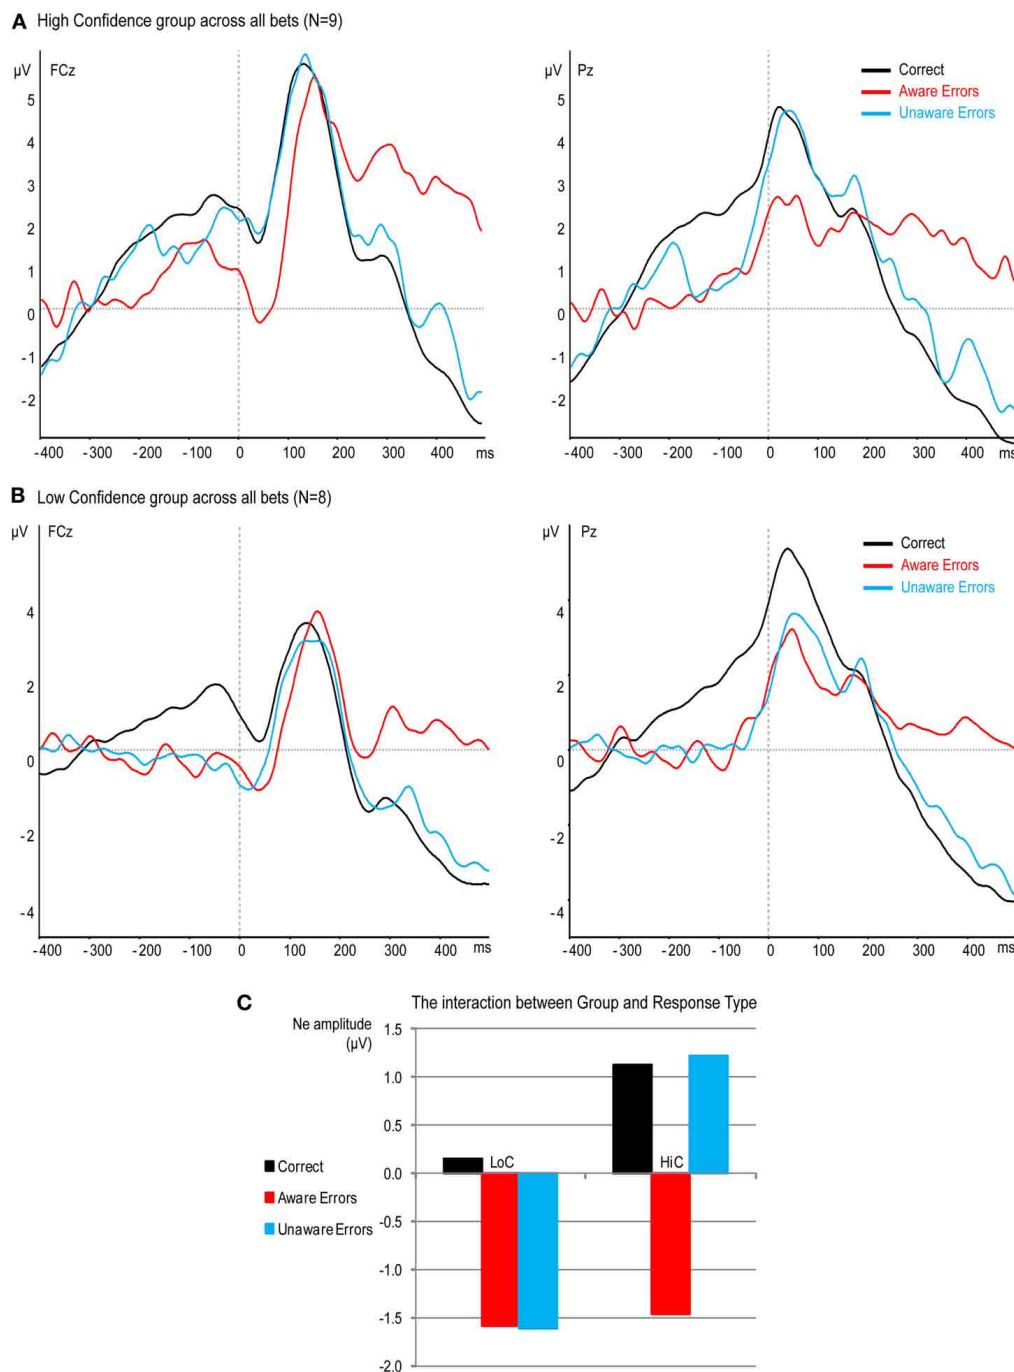 A High Confidence group across all bets (N=9)
μV FCz
5
4
3
2
1
0
-1
-2
-400 -300 -200 -100 0 100 200 300 400 ms
μV Pz
Correct
Aware Errors
Unaware Errors
5
4
3
2
1
0
-1
-2
-400 -300 -200 -100 0 100 200 300 400 ms
B Low Confidence group across all bets (N=8)
μV FCz
4
2
0
-2
-4
-400 -300 -200 -100 0 100 200 300 400 ms
μV Pz
Correct
Aware Errors
Unaware Errors
4
2
0
-2
-4
-400 -300 -200 -100 0 100 200 300 400 ms
C The interaction between Group and Response Type
Ne amplitude
(μV)
1.5
1.0
0.5
0.0
-0.5
-1.0
-1.5
-2.0
LoC HiC
Correct
Aware Errors
Unaware Errors